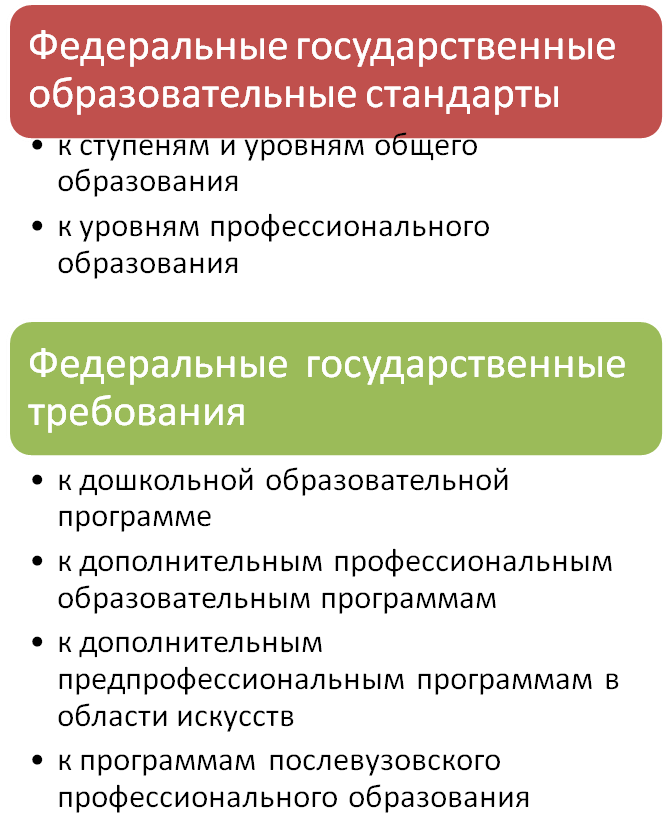 Федеральные государственные
образовательные стандарты
• к ступеням и уровням общего
образования
• к уровням профессионального
образования
Федеральные государственные
требования
• к дошкольной образовательной
программе
• к дополнительным профессиональным
образовательным программам
• к дополнительным
предпрофессиональным программам в
области искусств
• к программам послевузовского
профессионального образования